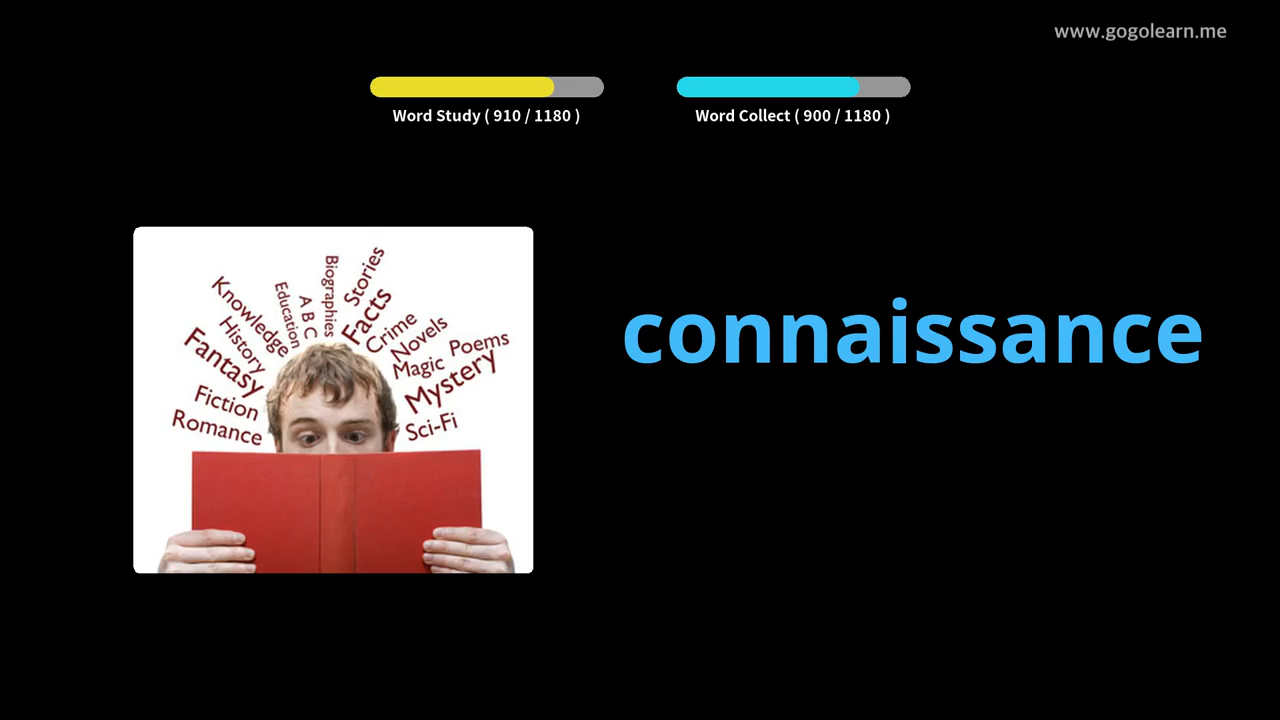 www.gogolearn.me
Word Study ( 910 / 1180 )
Word Collect ( 900 / 1180 )
connaissance
Romance
Fiction
Fantasy
History
Knowledge
Education
A B C
Biographies
Stories
Facts
Crime
Novels
Magic
Poems
Mystery
Sci-Fi